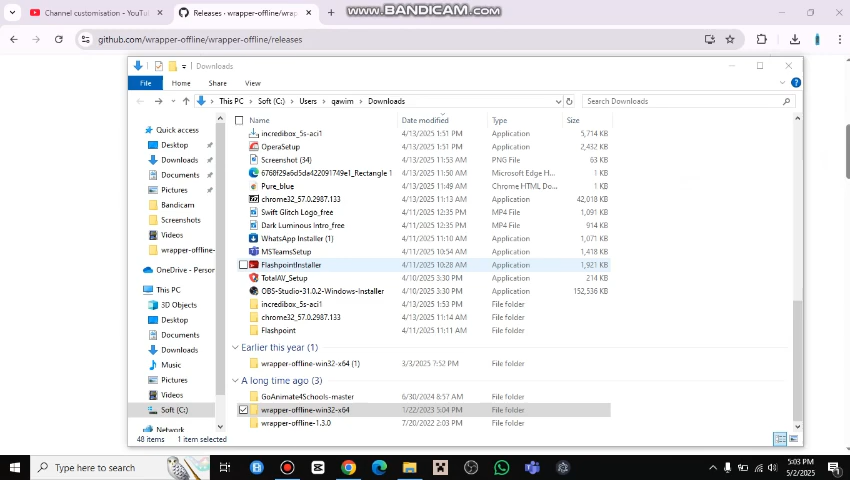 Channel customisation - YouTu
Releases · wrapper-offline/wrap
www.BANDICAM.com
github.com/wrapper-offline/wrapper-offline/releases
Downloads
File Home Share View
This PC Soft (C:) Users qawim Downloads
Search Downloads
Name Date modified Type Size
Quick access
Desktop
Downloads
Documents
Pictures
Bandicam
Screenshots
Videos
wrapper-offline-
OneDrive - Person
This PC
3D Objects
Desktop
Documents
Downloads
Music
Pictures
Videos
Soft (C:)
Network
incredibox_5s-aci1 4/13/2025 1:51 PM Application 5,714 KB
OperaSetup 4/13/2025 1:51 PM Application 2,432 KB
Screenshot (34) 4/13/2025 11:53 AM PNG File 63 KB
6768f29a6d5da422091749e1_Rectangle 1 4/13/2025 11:50 AM Microsoft Edge H... 1 KB
Pure_blue 4/13/2025 11:49 AM Chrome HTML Do... 1 KB
chrome32_57.0.2987.133 4/13/2025 11:13 AM Application 42,018 KB
Swift Glitch Logo_free 4/11/2025 12:35 PM MP4 File 1,091 KB
Dark Luminous Intro_free 4/11/2025 12:35 PM MP4 File 914 KB
WhatsApp Installer (1) 4/11/2025 11:10 AM Application 1,071 KB
MSTeamsSetup 4/11/2025 10:54 AM Application 1,418 KB
FlashpointInstaller 4/11/2025 10:28 AM Application 1,921 KB
TotalAV_Setup 4/10/2025 3:30 PM Application 214 KB
OBS-Studio-31.0.2-Windows-Installer 4/10/2025 3:30 PM Application 152,536 KB
incredibox_5s-aci1 4/13/2025 1:53 PM File folder
chrome32_57.0.2987.133 4/13/2025 11:14 AM File folder
Flashpoint 4/11/2025 11:11 AM File folder
Earlier this year (1)
wrapper-offline-win32-x64 (1) 3/3/2025 7:52 PM File folder
A long time ago (3)
GoAnimate4Schools-master 6/30/2024 8:57 AM File folder
wrapper-offline-win32-x64 1/22/2023 5:04 PM File folder
wrapper-offline-1.3.0 7/20/2022 2:03 PM File folder
48 items 1 item selected
Type here to search
5:03 PM
5/2/2025